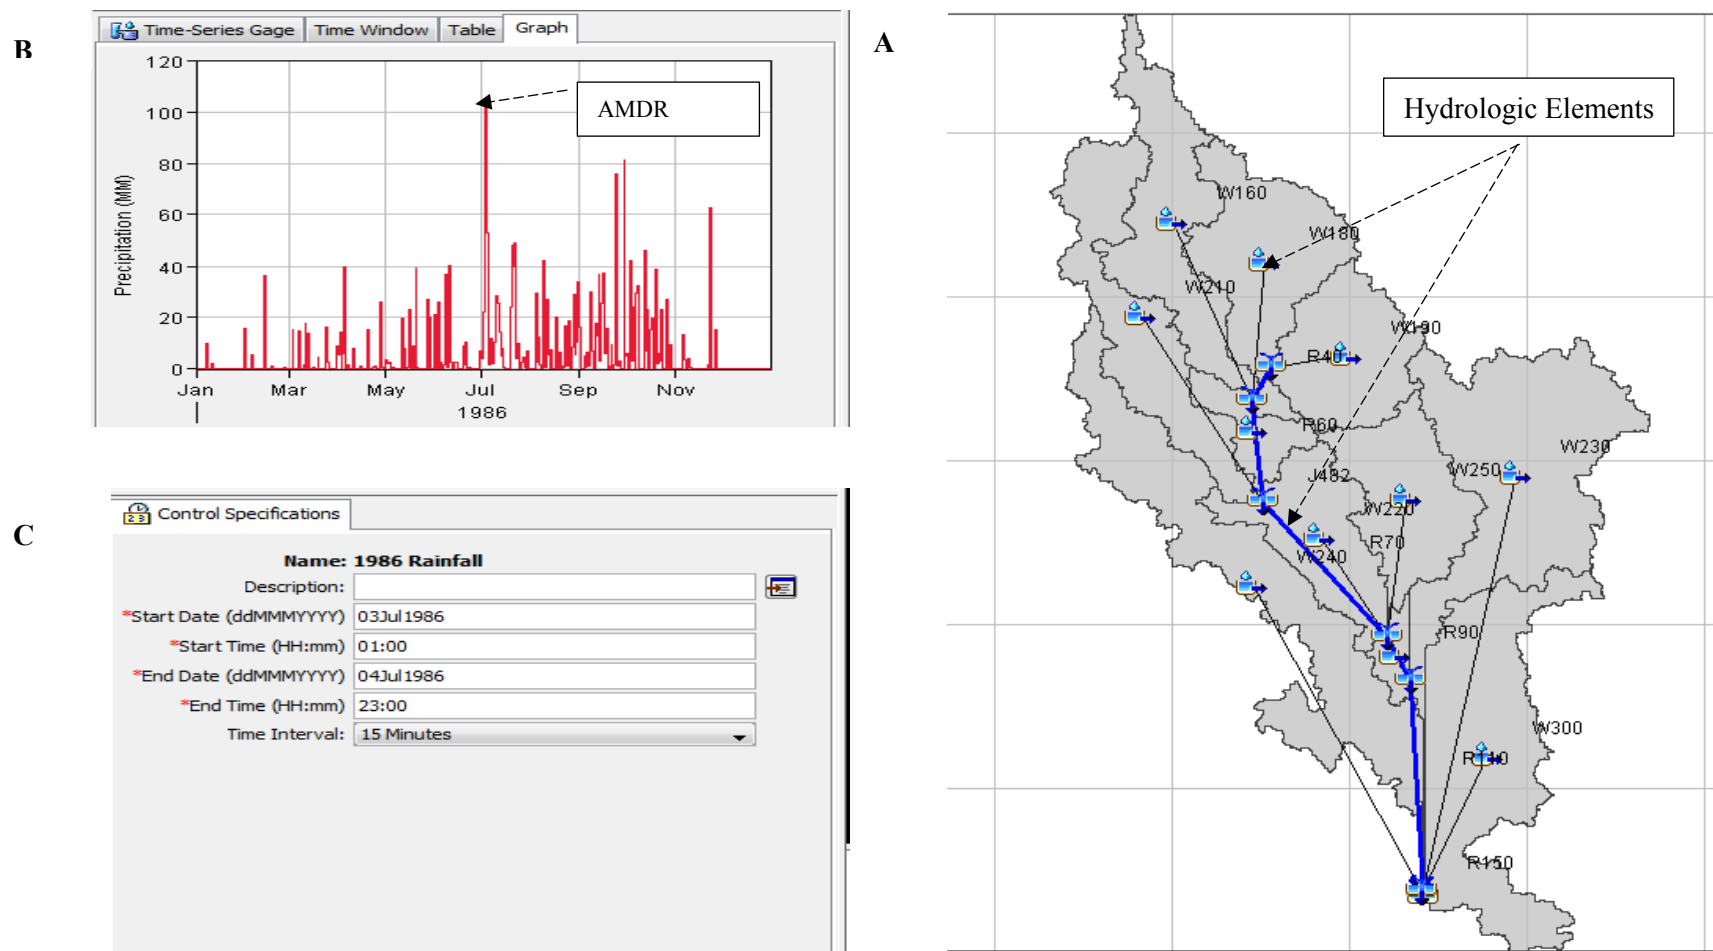 B
Time-Series Gage Time Window Table Graph
120
100
80
60
40
20
0
Precipitation (MM)
AMDR
Jan Mar May Jul Sep Nov
1986
C
Control Specifications
Name: 1986 Rainfall
Description:
*Start Date (ddMMMYYYY) 03Jul1986
*Start Time (HH:mm) 01:00
*End Date (ddMMMYYYY) 04Jul1986
*End Time (HH:mm) 23:00
Time Interval: 15 Minutes
A
Hydrologic Elements
W160
W180
W210
W190
R40
R60
W230
J482
W250
W220
R70
W240
R90
W300
R110
R150